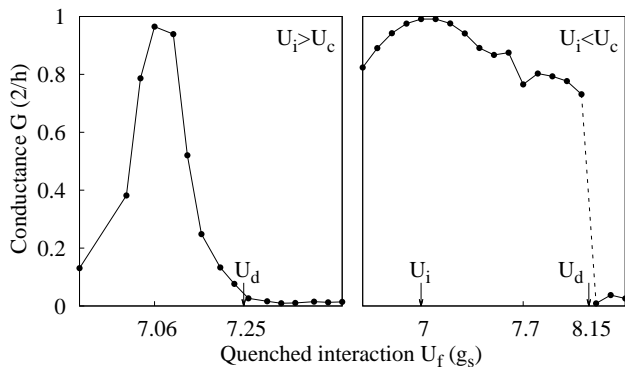 1
0.8
0.6
0.4
0.2
0
Conductance G (2/h)
U_i>U_c
U_i<U_c
U_d
U_i
U_d
7.06
7.25
7
7.7
8.15
Quenched interaction U_f (g_s)